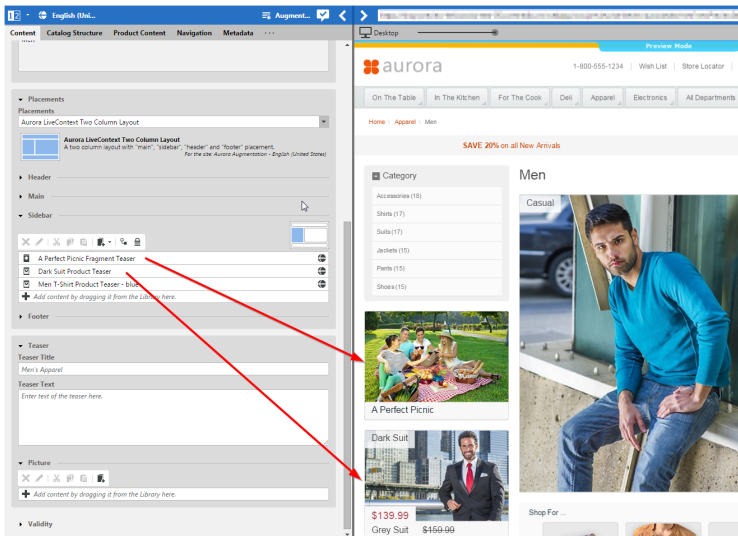 English (Uni...
Augment...
Content Catalog Structure Product Content Navigation Metadata ...
Placements
Placements
Aurora LiveContext Two Column Layout
Aurora LiveContext Two Column Layout
A two column layout with "main", "sidebar", "header" and "footer" placement.
For the site: Aurora Augmentation - English (United States)
Header
Main
Sidebar
A Perfect Picnic Fragment Teaser
Dark Suit Product Teaser
Men T-Shirt Product Teaser - blue
Add content by dragging it from the Library here.
Footer
Teaser
Teaser Title
Men's Apparel
Teaser Text
Enter text of the teaser here.
Picture
Add content by dragging it from the Library here.
Validity
Desktop
Preview Mode
aurora
1-800-555-1234 | Wish List | Store Locator |
On The Table In The Kitchen For The Cook Deli Apparel Electronics All Departments
Home Apparel Men
SAVE 20% on all New Arrivals
Category
Accessories (18)
Shirts (17)
Suits (17)
Jackets (15)
Pants (15)
Shoes (15)
A Perfect Picnic
Dark Suit
$139.99
Grey Suit $159.99
Men
Casual
Shop For ...